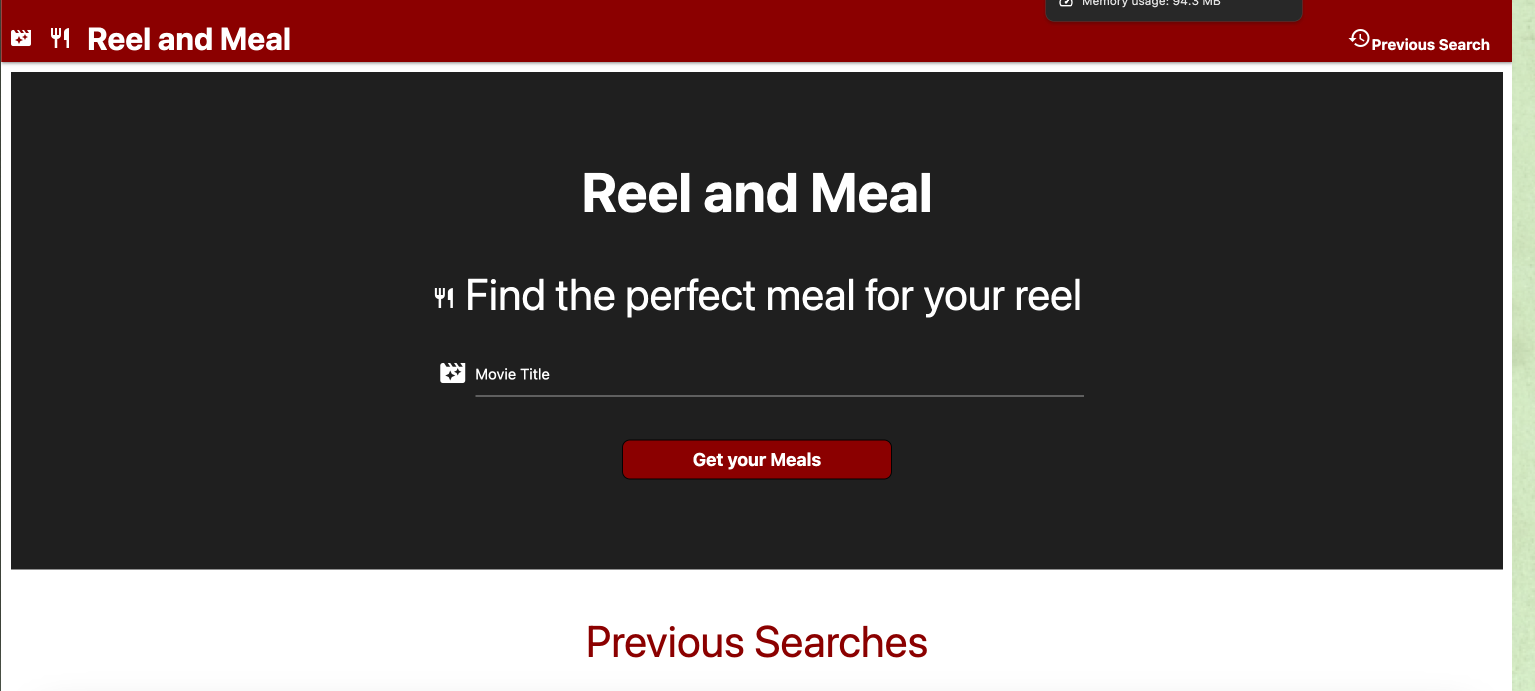 Memory usage: 94.3 MB
Reel and Meal
Previous Search
Reel and Meal
Find the perfect meal for your reel
Movie Title
Get your Meals
Previous Searches